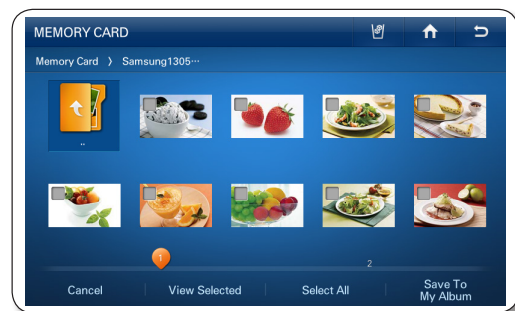 MEMORY CARD
Memory Card 〉 Samsung1305···
..
1
2
Cancel
View Selected
Select All
Save To
My Album